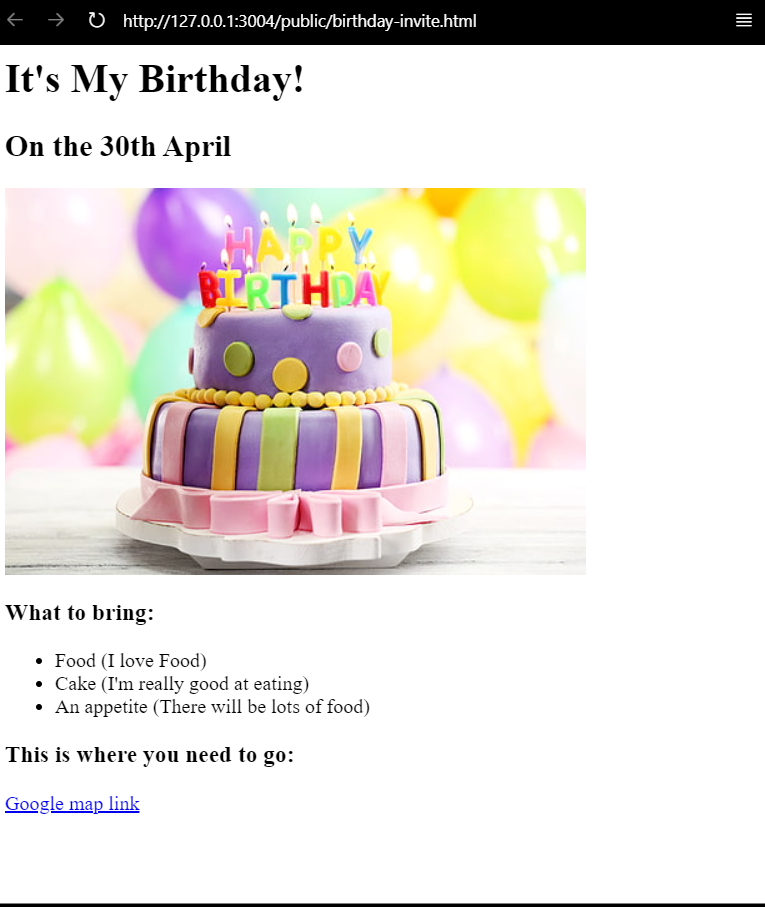 http://127.0.0.1:3004/public/birthday-invite.html
It's My Birthday!
On the 30th April
HAPPY
BIRTHDAY
What to bring:
Food (I love Food)
Cake (I'm really good at eating)
An appetite (There will be lots of food)
This is where you need to go:
Google map link